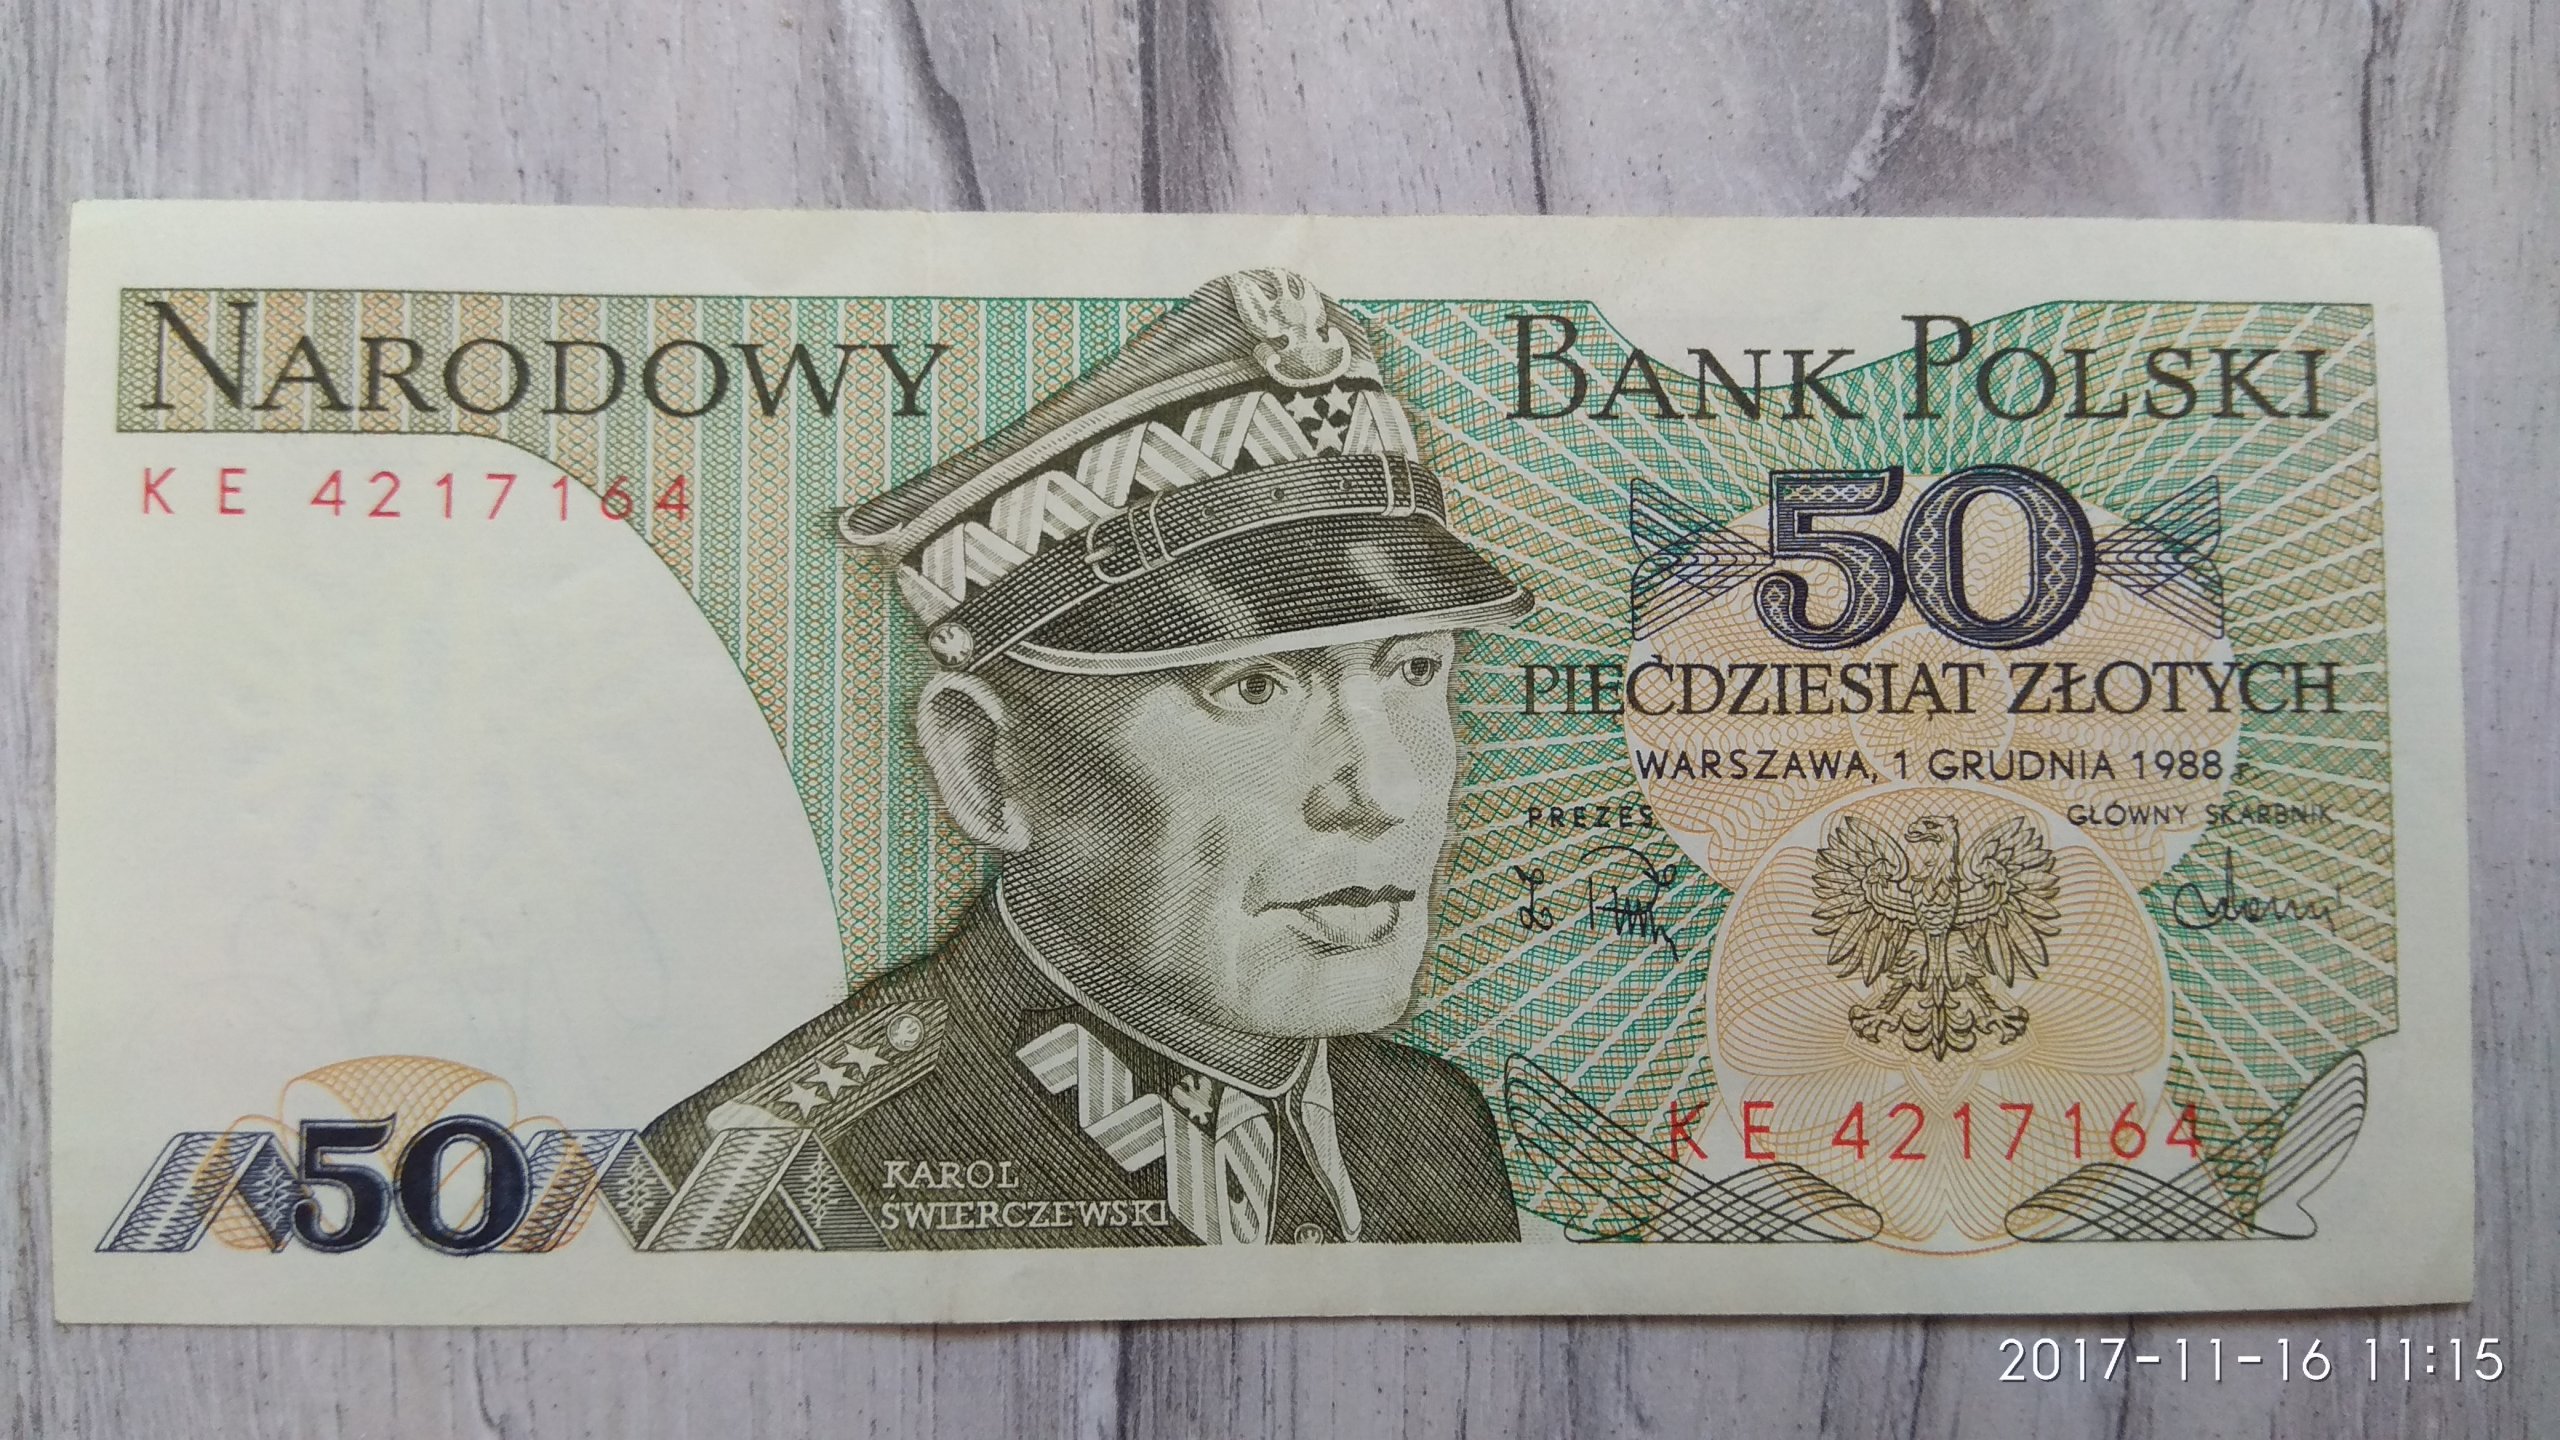 NARODOWY BANK POLSKI
KE 4217164
50
PIĘĆDZIESIĄT ZŁOTYCH
WARSZAWA, 1 GRUDNIA 1988 r.
PREZES GŁÓWNY SKARBNIK
KE 4217164
50
KAROL
ŚWIERCZEWSKI
2017-11-16 11:15